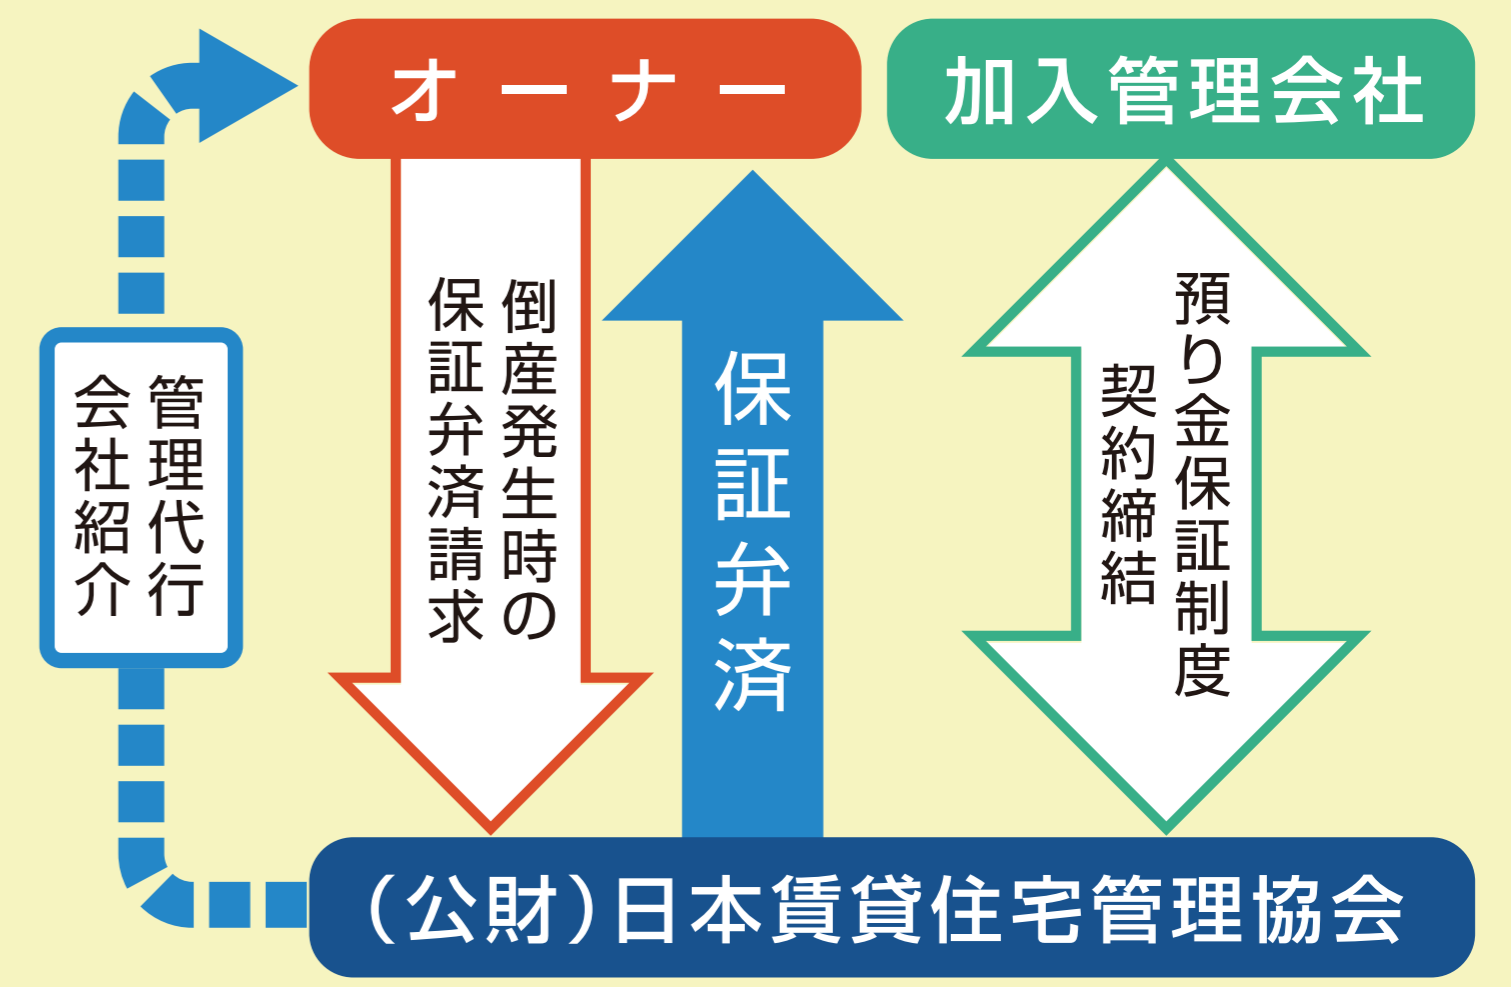 オーナー
加入管理会社
管理代行
会社紹介
倒産発生時の
保証弁済請求
保証弁済
預り金保証制度
契約締結
（公財）日本賃貸住宅管理協会